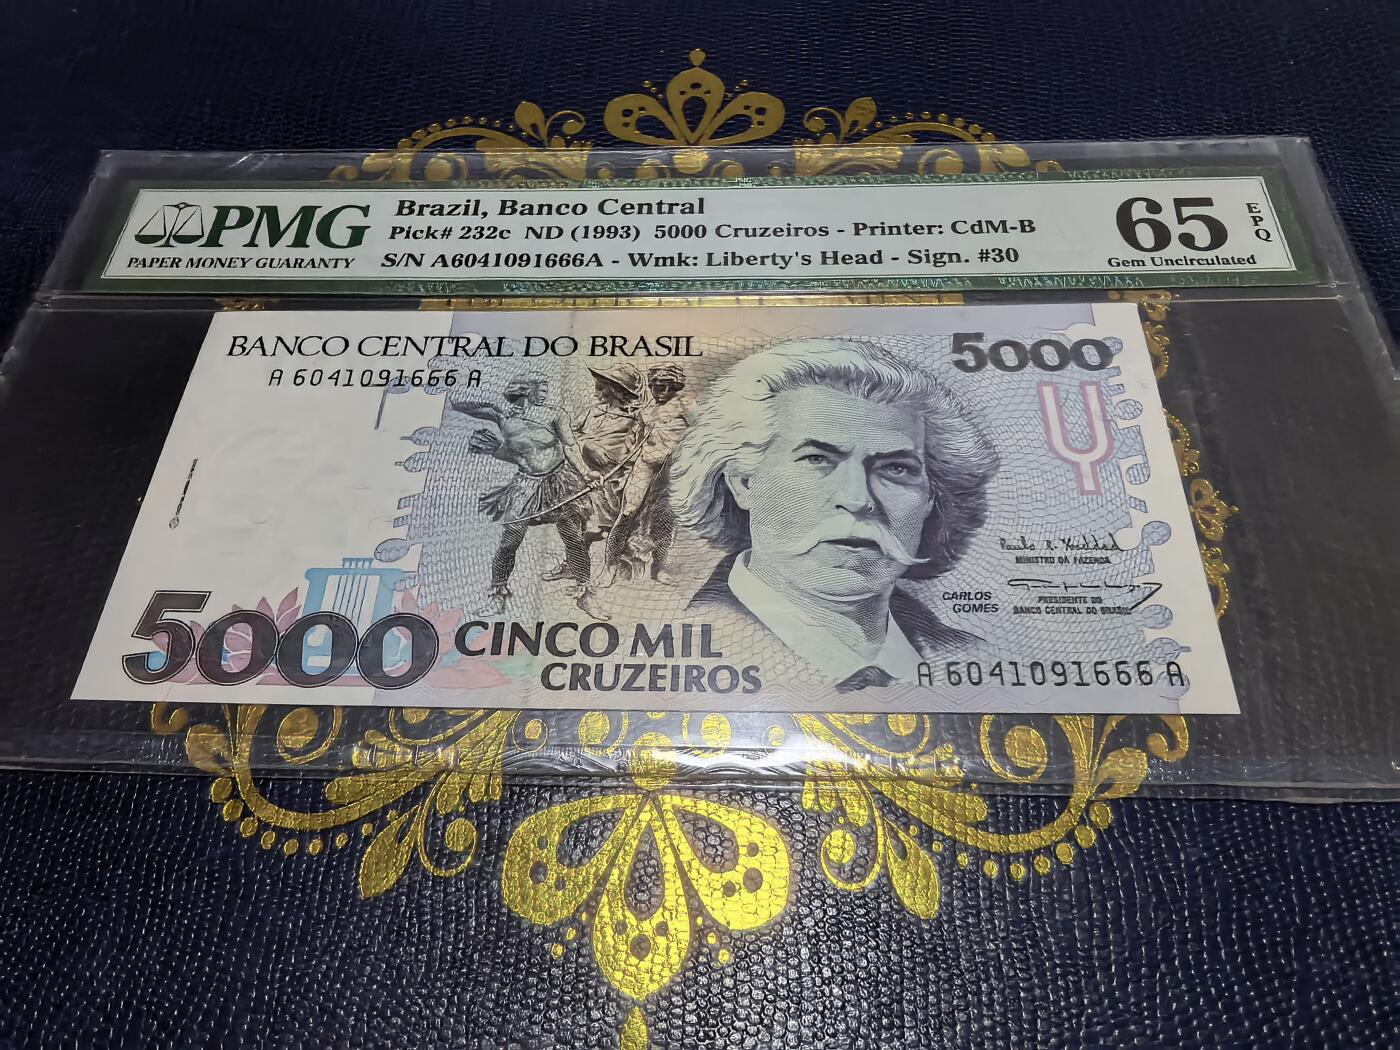 PMG
PAPER MONEY GUARANTY
Brazil, Banco Central
Pick# 232c ND (1993) 5000 Cruzeiros - Printer: CdM-B
S/N A6041091666A - Wmk: Liberty's Head - Sign. #30
65 EPQ
Gem Uncirculated
BANCO CENTRAL DO BRASIL
A 6041091666 A
5000
MINISTRO DA FAZENDA
PRESIDENTE DO
BANCO CENTRAL DO BRASIL
CARLOS
GOMES
5000
CINCO MIL
CRUZEIROS
A 6041091666 A